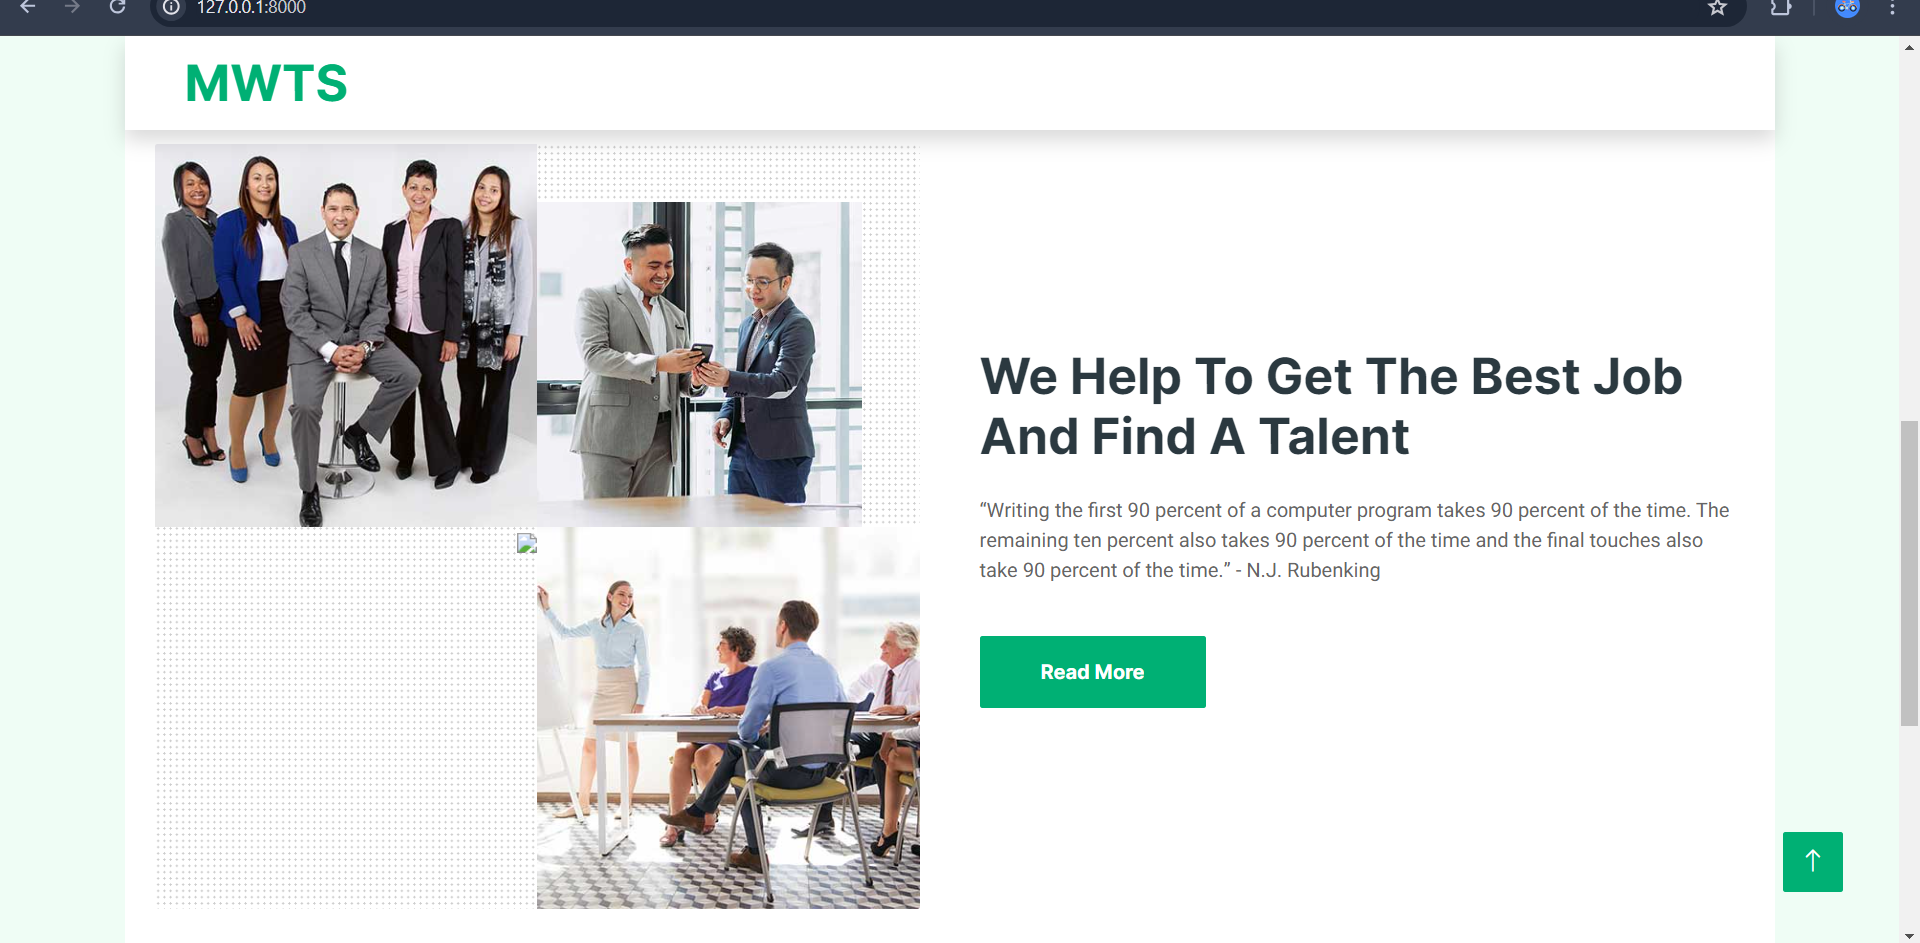 127.0.0.1:8000
MWTS
We Help To Get The Best Job
And Find A Talent
“Writing the first 90 percent of a computer program takes 90 percent of the time. The
remaining ten percent also takes 90 percent of the time and the final touches also
take 90 percent of the time.” - N.J. Rubenking
Read More